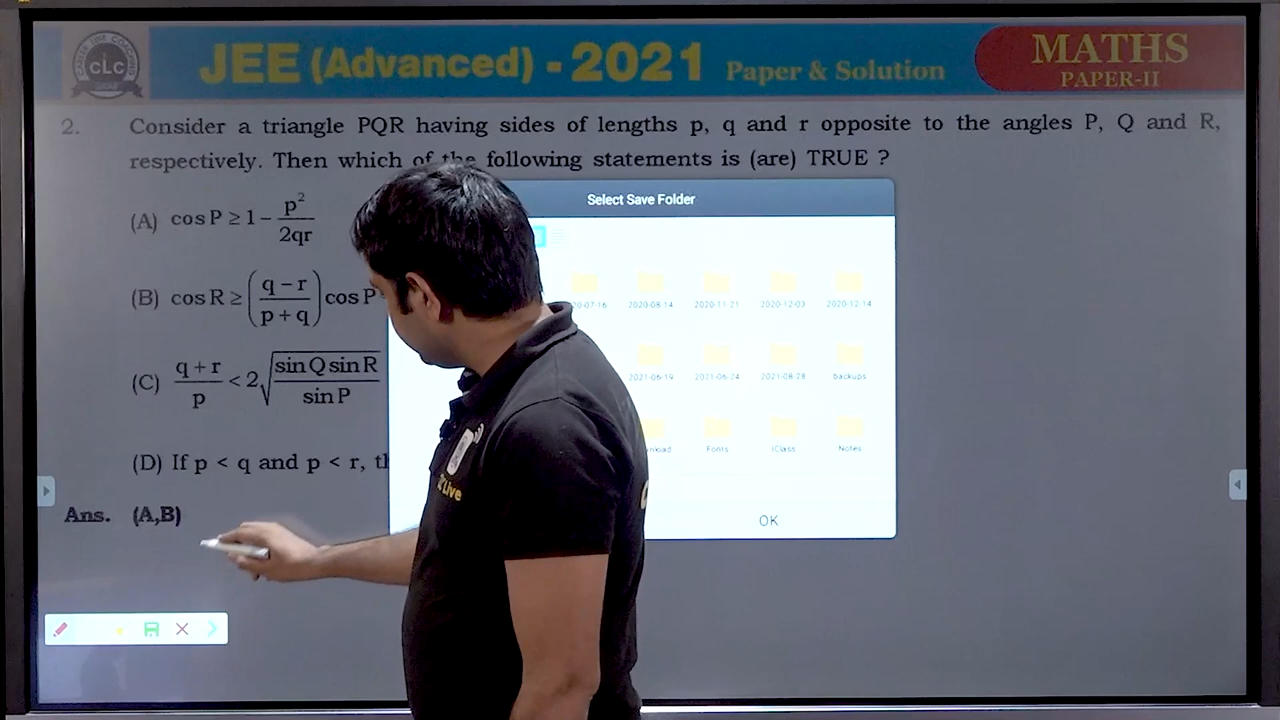 CLC
JEE (Advanced) - 2021 Paper & Solution
MATHS
PAPER-II
2. Consider a triangle PQR having sides of lengths p, q and r opposite to the angles P, Q and R,
respectively. Then which of the following statements is (are) TRUE ?
Select Save Folder
(A) cos P ≥ 1 − p²/2qr
(B) cos R ≥ ((q − r)/(p + q)) cos P
(C) (q + r)/p < 2√(sin Q sin R/sin P)
(D) If p < q and p < r, th
Ans. (A,B)
2020-08-14 2020-11-21 2020-12-03 2020-12-14
2021-06-19 2021-06-24 2021-08-28 backups
Fonts iClass Notes
OK
Live